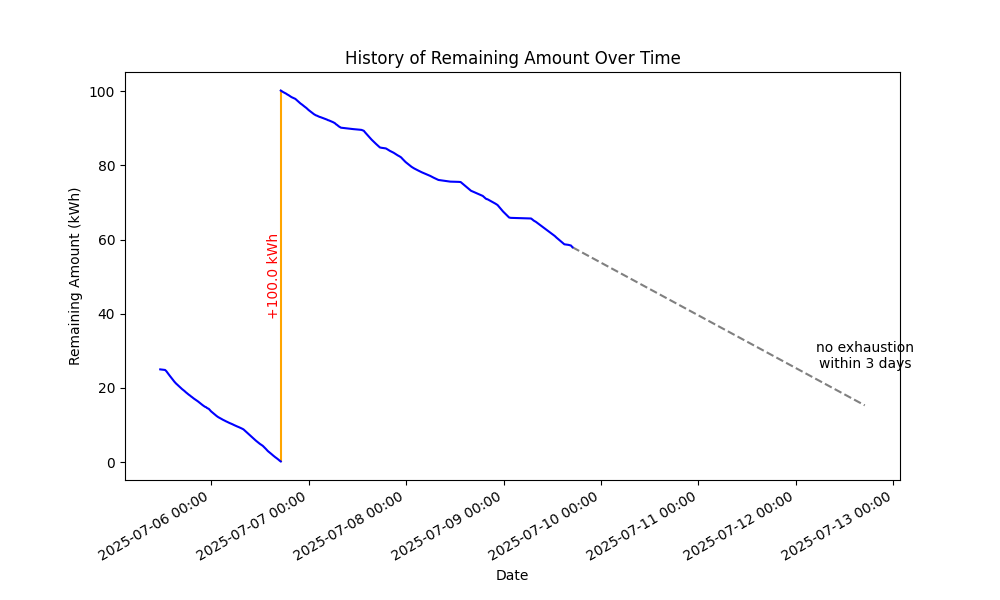 History of Remaining Amount Over Time
Remaining Amount (kWh)
100
80
60
40
20
0
+100.0 kWh
no exhaustion
within 3 days
2025-07-06 00:00
2025-07-07 00:00
2025-07-08 00:00
2025-07-09 00:00
2025-07-10 00:00
2025-07-11 00:00
2025-07-12 00:00
2025-07-13 00:00
Date